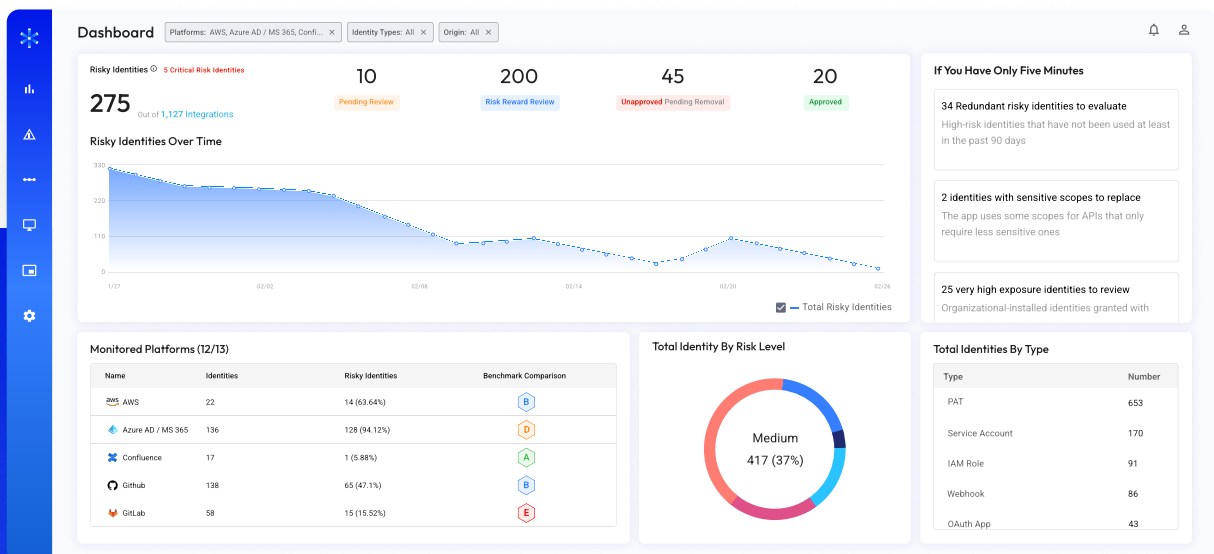 Dashboard
Platforms: AWS, Azure AD / MS 365, Confi... ✕
Identity Types: All ✕
Origin: All ✕
Risky Identities
5 Critical Risk Identities
275
Out of 1,127 Integrations
10
Pending Review
200
Risk Reward Review
45
Unapproved Pending Removal
20
Approved
Risky Identities Over Time
330
220
110
0
1/27
02/02
02/08
02/14
02/20
02/26
Total Risky Identities
If You Have Only Five Minutes
34 Redundant risky identities to evaluate
High-risk identities that have not been used at least
in the past 90 days
2 identities with sensitive scopes to replace
The app uses some scopes for APIs that only
require less sensitive ones
25 very high exposure identities to review
Organizational-installed identities granted with
Monitored Platforms (12/13)
Name Identities Risky Identities Benchmark Comparison
aws AWS 22 14 (63.64%) B
Azure AD / MS 365 136 128 (94.12%) D
Confluence 17 1 (5.88%) A
Github 138 65 (47.1%) B
GitLab 58 15 (15.52%) E
Total Identity By Risk Level
Medium
417 (37%)
Total Identities By Type
Type Number
PAT 653
Service Account 170
IAM Role 91
Webhook 86
OAuth App 43